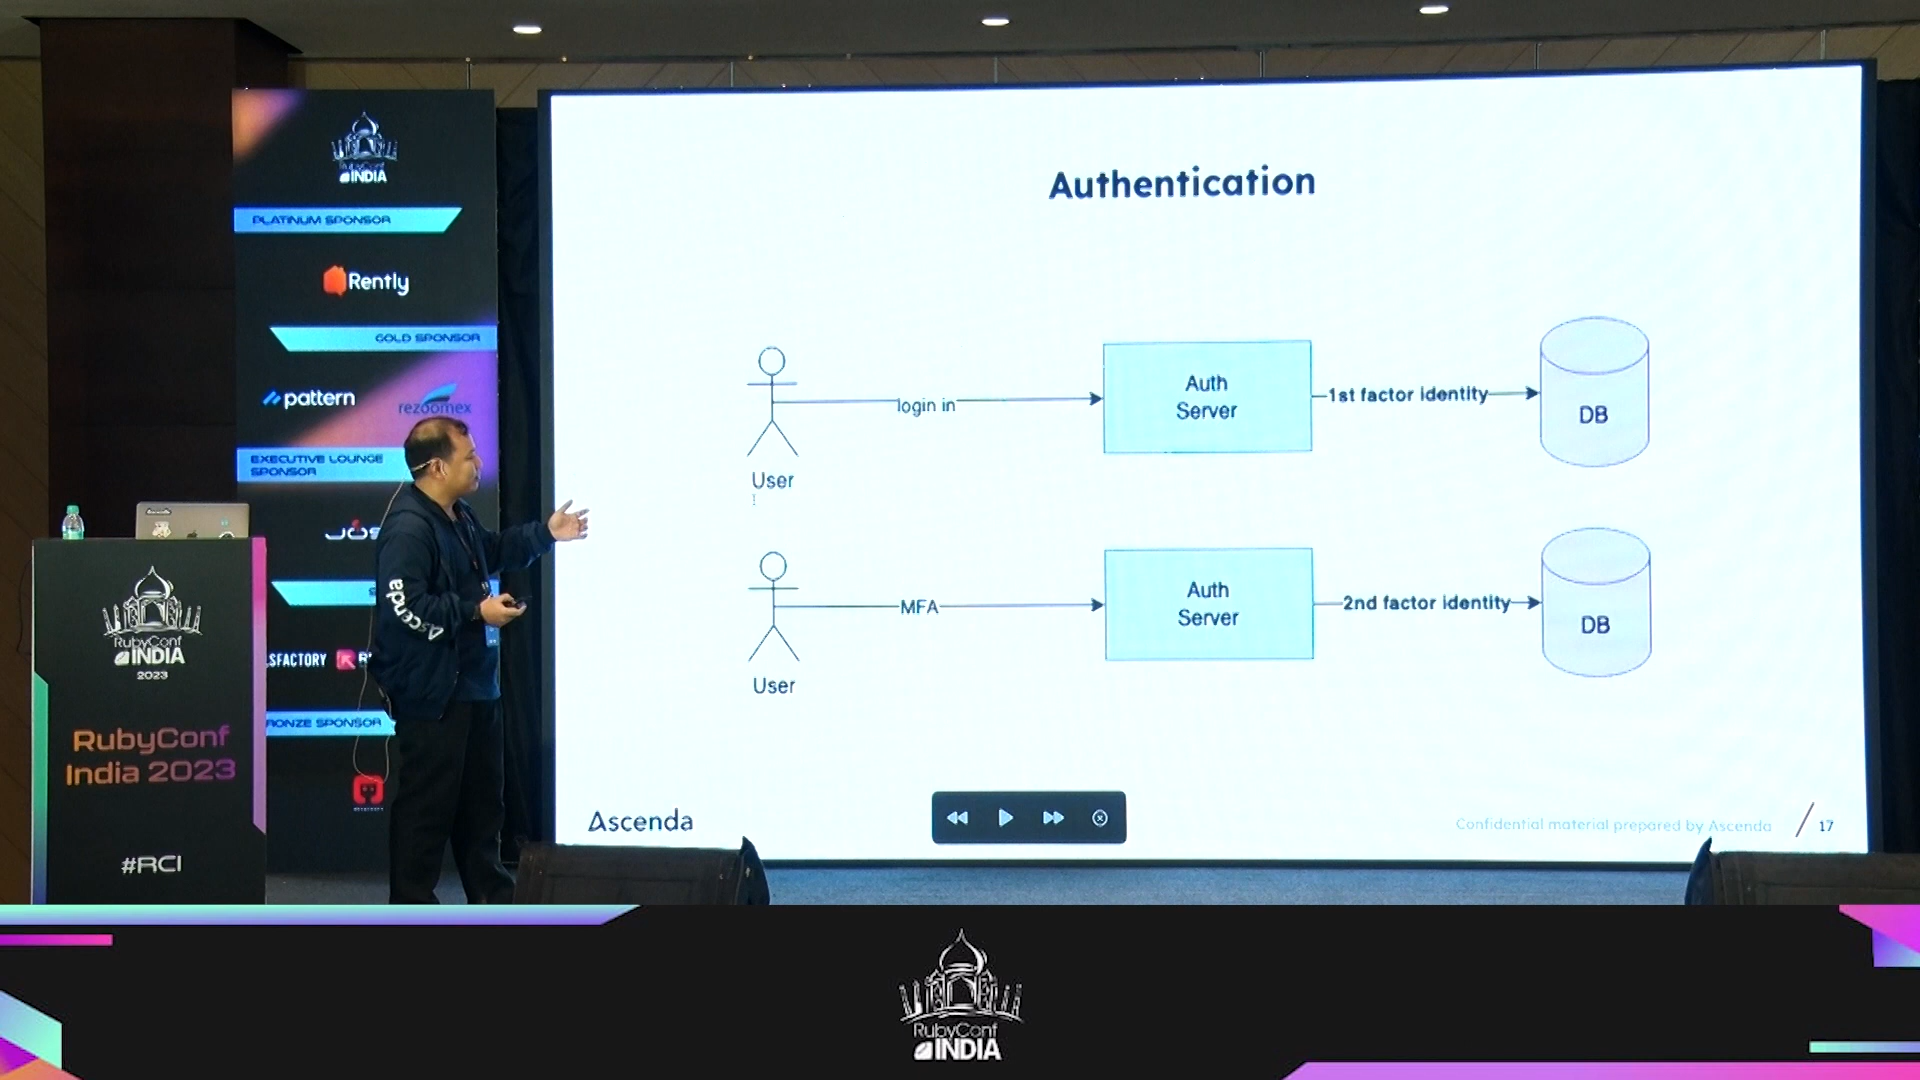 RubyConf
INDIA
PLATINUM SPONSOR
Rently
GOLD SPONSOR
pattern
rezoomex
EXECUTIVE LOUNGE
SPONSOR
Ascenda
RubyConf
INDIA
2023
RubyConf
India 2023
#RCI
Authentication
login in
Auth
Server
1st factor identity
DB
User
MFA
Auth
Server
2nd factor identity
DB
User
Ascenda
Confidential material prepared by Ascenda
17
RubyConf
INDIA